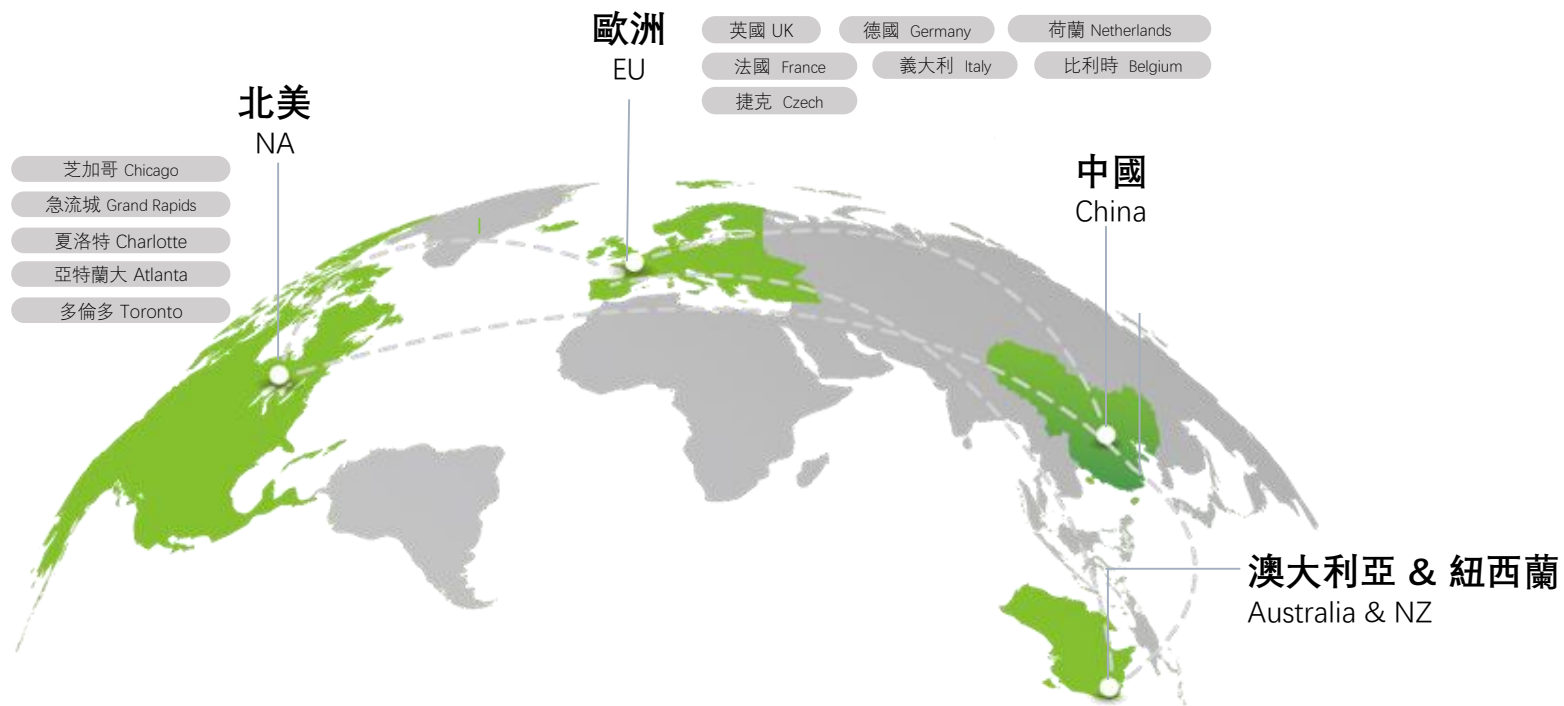 歐洲
EU
英國 UK
德國 Germany
荷蘭 Netherlands
法國 France
義大利 Italy
比利時 Belgium
捷克 Czech
北美
NA
芝加哥 Chicago
急流城 Grand Rapids
夏洛特 Charlotte
亞特蘭大 Atlanta
多倫多 Toronto
中國
China
澳大利亞 & 紐西蘭
Australia & NZ